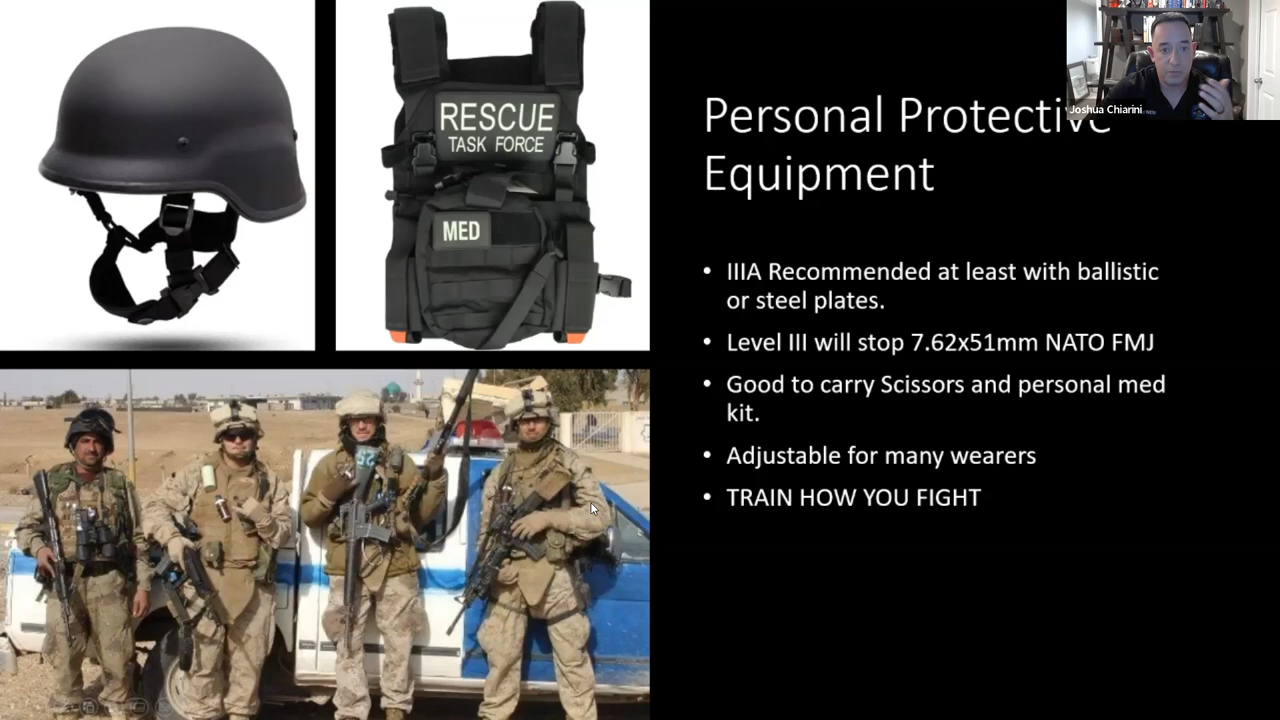 RESCUE
TASK FORCE
MED
Joshua Chiarini
Personal Protective
Equipment
• IIIA Recommended at least with ballistic
or steel plates.
• Level III will stop 7.62x51mm NATO FMJ
• Good to carry Scissors and personal med
kit.
• Adjustable for many wearers
• TRAIN HOW YOU FIGHT